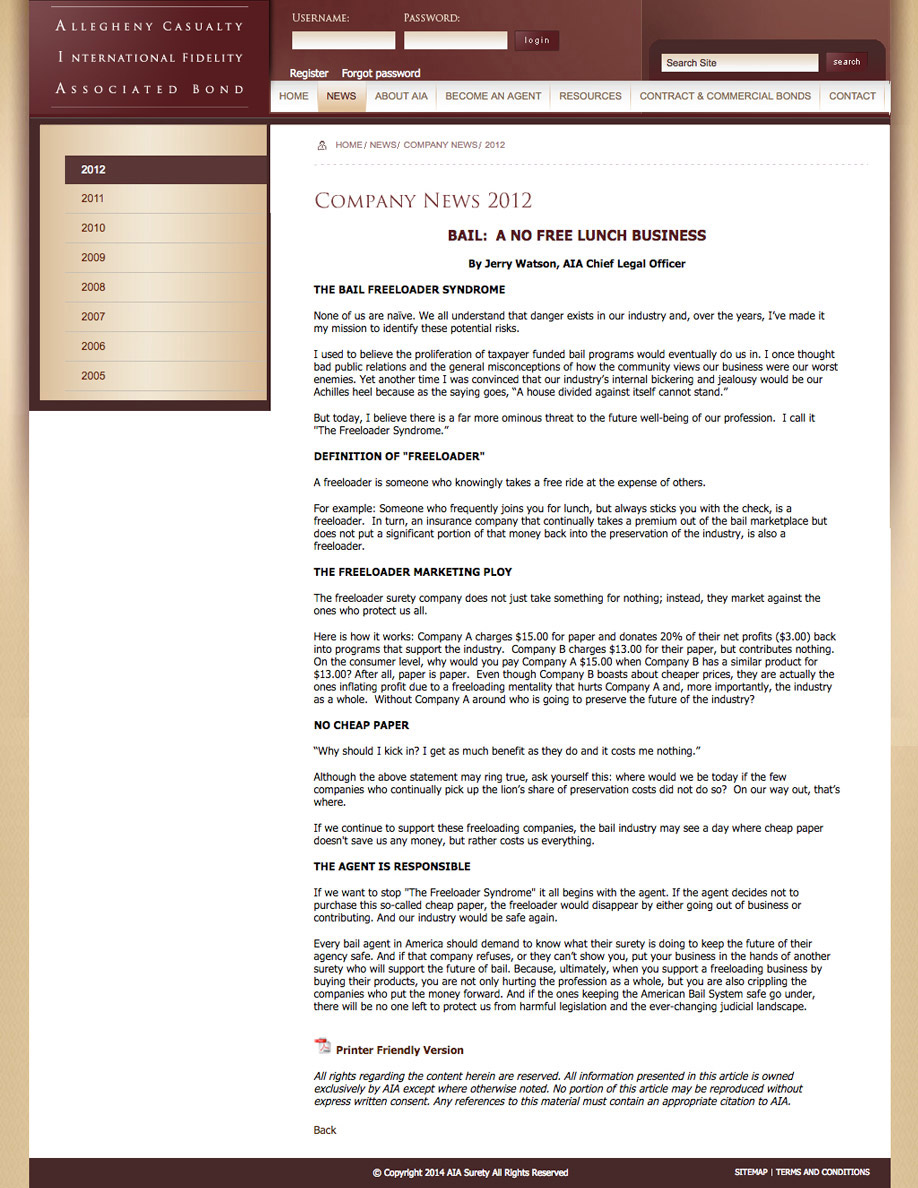 ALLEGHENY CASUALTY
INTERNATIONAL FIDELITY
ASSOCIATED BOND
USERNAME: PASSWORD:
login
Register Forgot password
Search Site search
HOME NEWS ABOUT AIA BECOME AN AGENT RESOURCES CONTRACT & COMMERCIAL BONDS CONTACT
2012
2011
2010
2009
2008
2007
2006
2005
HOME/ NEWS/ COMPANY NEWS/ 2012
COMPANY NEWS 2012
BAIL:  A NO FREE LUNCH BUSINESS
By Jerry Watson, AIA Chief Legal Officer
THE BAIL FREELOADER SYNDROME
None of us are naïve. We all understand that danger exists in our industry and, over the years, I’ve made it
my mission to identify these potential risks.
I used to believe the proliferation of taxpayer funded bail programs would eventually do us in. I once thought
bad public relations and the general misconceptions of how the community views our business were our worst
enemies. Yet another time I was convinced that our industry’s internal bickering and jealousy would be our
Achilles heel because as the saying goes, “A house divided against itself cannot stand.”
But today, I believe there is a far more ominous threat to the future well-being of our profession.  I call it
"The Freeloader Syndrome.”
DEFINITION OF "FREELOADER"
A freeloader is someone who knowingly takes a free ride at the expense of others.
For example: Someone who frequently joins you for lunch, but always sticks you with the check, is a
freeloader.  In turn, an insurance company that continually takes a premium out of the bail marketplace but
does not put a significant portion of that money back into the preservation of the industry, is also a
freeloader.
THE FREELOADER MARKETING PLOY
The freeloader surety company does not just take something for nothing; instead, they market against the
ones who protect us all.
Here is how it works: Company A charges $15.00 for paper and donates 20% of their net profits ($3.00) back
into programs that support the industry.  Company B charges $13.00 for their paper, but contributes nothing.
On the consumer level, why would you pay Company A $15.00 when Company B has a similar product for
$13.00? After all, paper is paper.  Even though Company B boasts about cheaper prices, they are actually the
ones inflating profit due to a freeloading mentality that hurts Company A and, more importantly, the industry
as a whole.  Without Company A around who is going to preserve the future of the industry?
NO CHEAP PAPER
“Why should I kick in? I get as much benefit as they do and it costs me nothing.”
Although the above statement may ring true, ask yourself this: where would we be today if the few
companies who continually pick up the lion’s share of preservation costs did not do so?  On our way out, that’s
where.
If we continue to support these freeloading companies, the bail industry may see a day where cheap paper
doesn't save us any money, but rather costs us everything.
THE AGENT IS RESPONSIBLE
If we want to stop "The Freeloader Syndrome" it all begins with the agent. If the agent decides not to
purchase this so-called cheap paper, the freeloader would disappear by either going out of business or
contributing. And our industry would be safe again.
Every bail agent in America should demand to know what their surety is doing to keep the future of their
agency safe. And if that company refuses, or they can’t show you, put your business in the hands of another
surety who will support the future of bail. Because, ultimately, when you support a freeloading business by
buying their products, you are not only hurting the profession as a whole, but you are also crippling the
companies who put the money forward. And if the ones keeping the American Bail System safe go under,
there will be no one left to protect us from harmful legislation and the ever-changing judicial landscape.
Printer Friendly Version
All rights regarding the content herein are reserved. All information presented in this article is owned
exclusively by AIA except where otherwise noted. No portion of this article may be reproduced without
express written consent. Any references to this material must contain an appropriate citation to AIA.
Back
© Copyright 2014 AIA Surety All Rights Reserved
SITEMAP | TERMS AND CONDITIONS